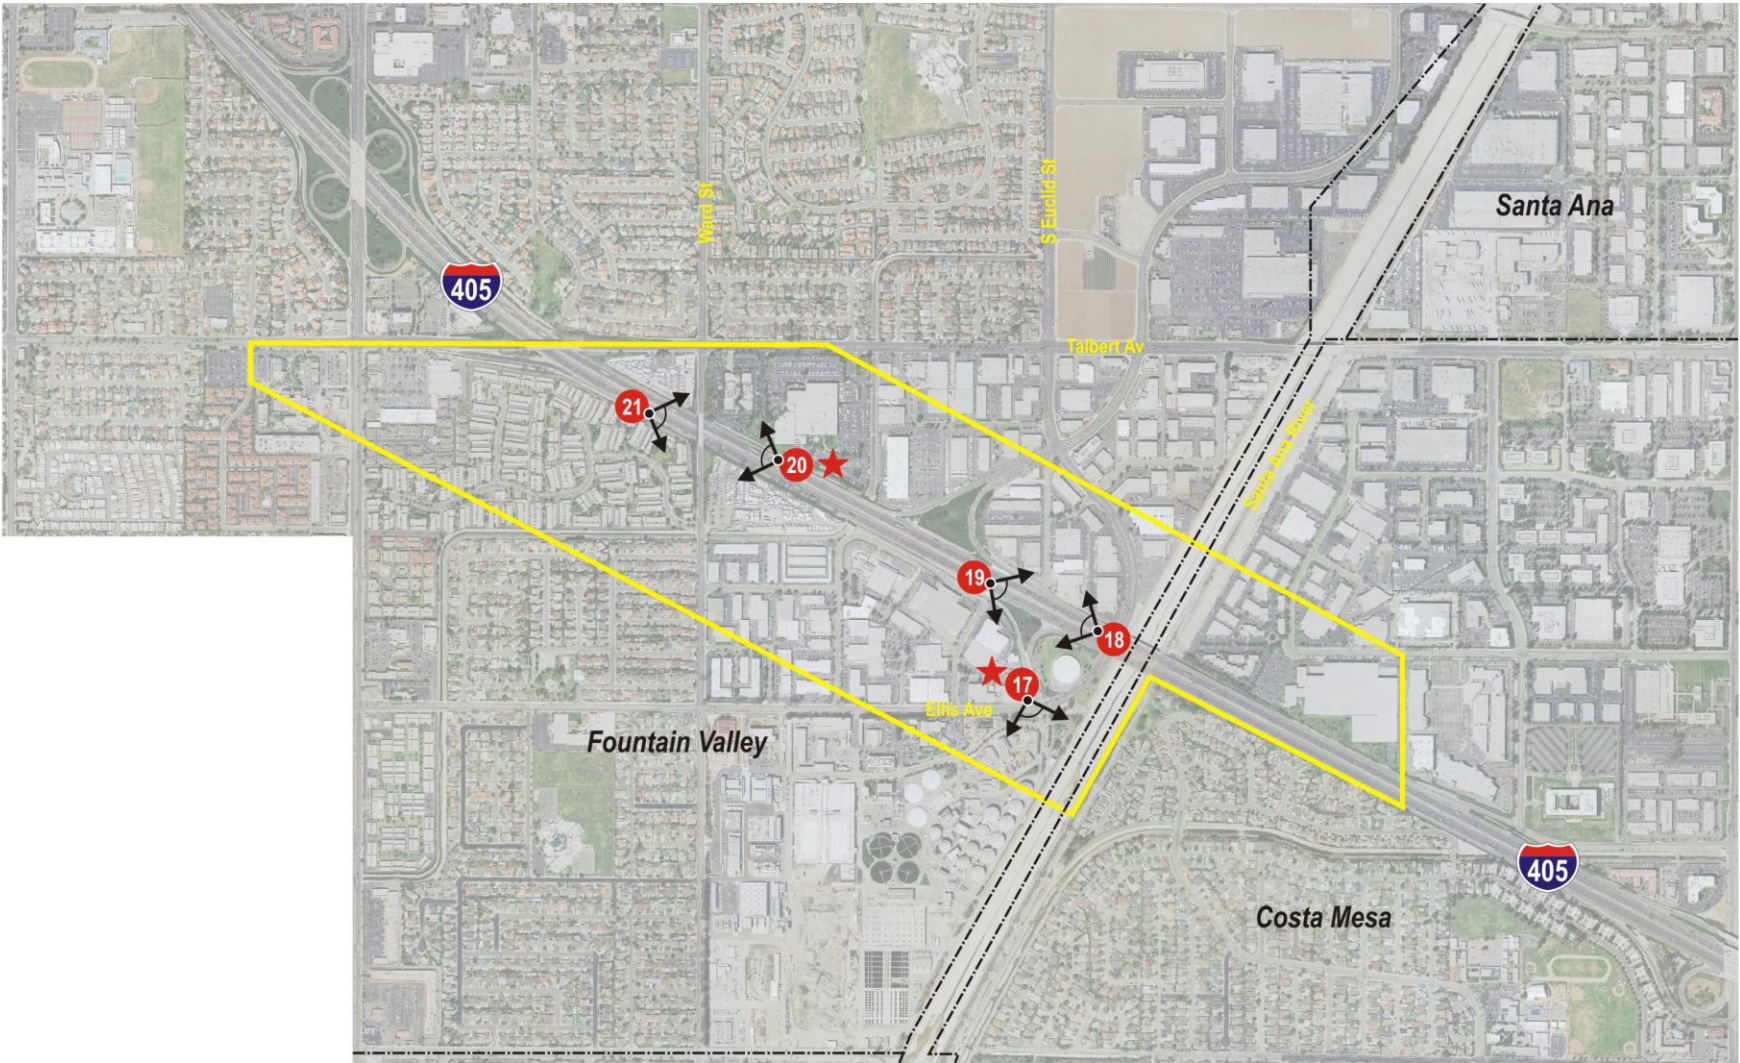 Ward St
S Euclid St
Santa Ana
405
Talbert Av
21
20
Santa Ana River
19
18
17
Ellis Ave
Fountain Valley
405
Costa Mesa